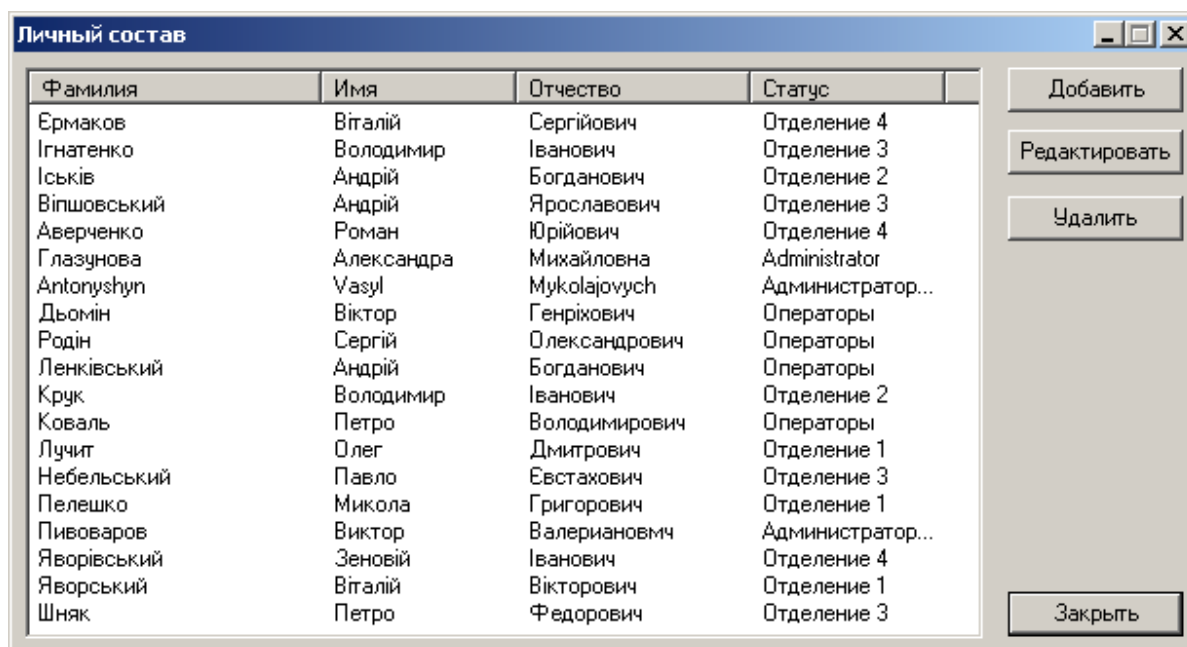 Личный состав
Фамилия Имя Отчество Статус
Єрмаков Віталій Сергійович Отделение 4
Ігнатенко Володимир Іванович Отделение 3
Іськів Андрій Богданович Отделение 2
Віпшовський Андрій Ярославович Отделение 3
Аверченко Роман Юрійович Отделение 4
Глазунова Александра Михайловна Administrator
Antonyshyn Vasyl Mykolajovych Администратор...
Дьомін Віктор Генріхович Операторы
Родін Сергій Олександрович Операторы
Ленківський Андрій Богданович Операторы
Крук Володимир Іванович Отделение 2
Коваль Петро Володимирович Операторы
Лучит Олег Дмитрович Отделение 1
Небельський Павло Євстахович Отделение 3
Пелешко Микола Григорович Отделение 1
Пивоваров Виктор Валериановмч Администратор...
Яворівський Зеновій Іванович Отделение 4
Яворський Віталій Вікторович Отделение 1
Шняк Петро Федорович Отделение 3
Добавить
Редактировать
Удалить
Закрыть